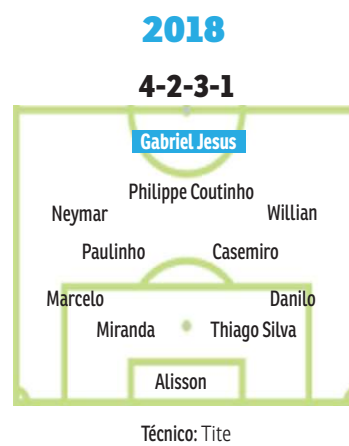 2018
4-2-3-1
Gabriel Jesus
Philippe Coutinho
Neymar Willian
Paulinho Casemiro
Marcelo Danilo
Miranda Thiago Silva
Alisson
Técnico: Tite